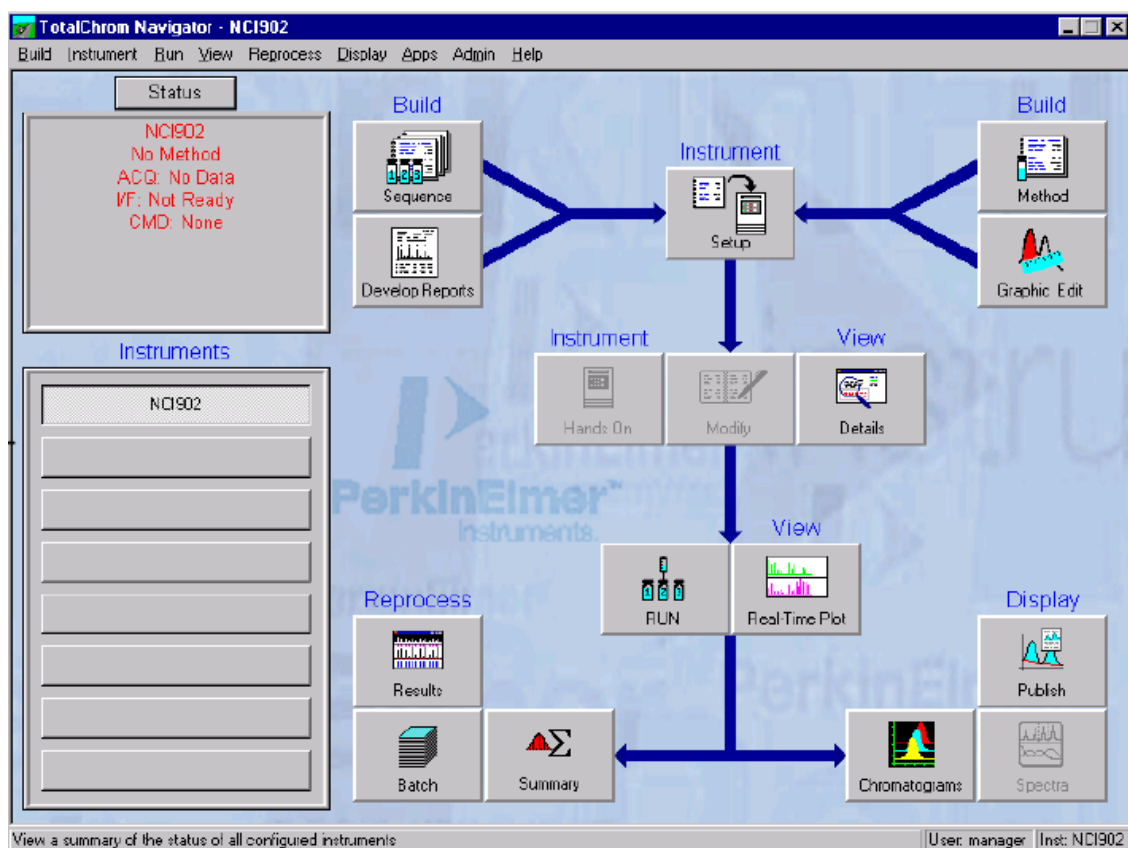 TotalChrom Navigator - NCI902
Build Instrument Run View Reprocess Display Apps Admin Help
Status
NCI902
No Method
ACQ: No Data
I/F: Not Ready
CMD: None
Instruments
NCI902
Build
Sequence
Develop Reports
Instrument
Setup
Build
Method
Graphic Edit
Instrument
Hands On
Modify
View
Details
PerkinElmer™
Instruments.
RUN
View
Real-Time Plot
Reprocess
Results
Batch
Summary
Display
Publish
Chromatograms
Spectra
View a summary of the status of all configured instruments
User: manager
Inst: NCI902